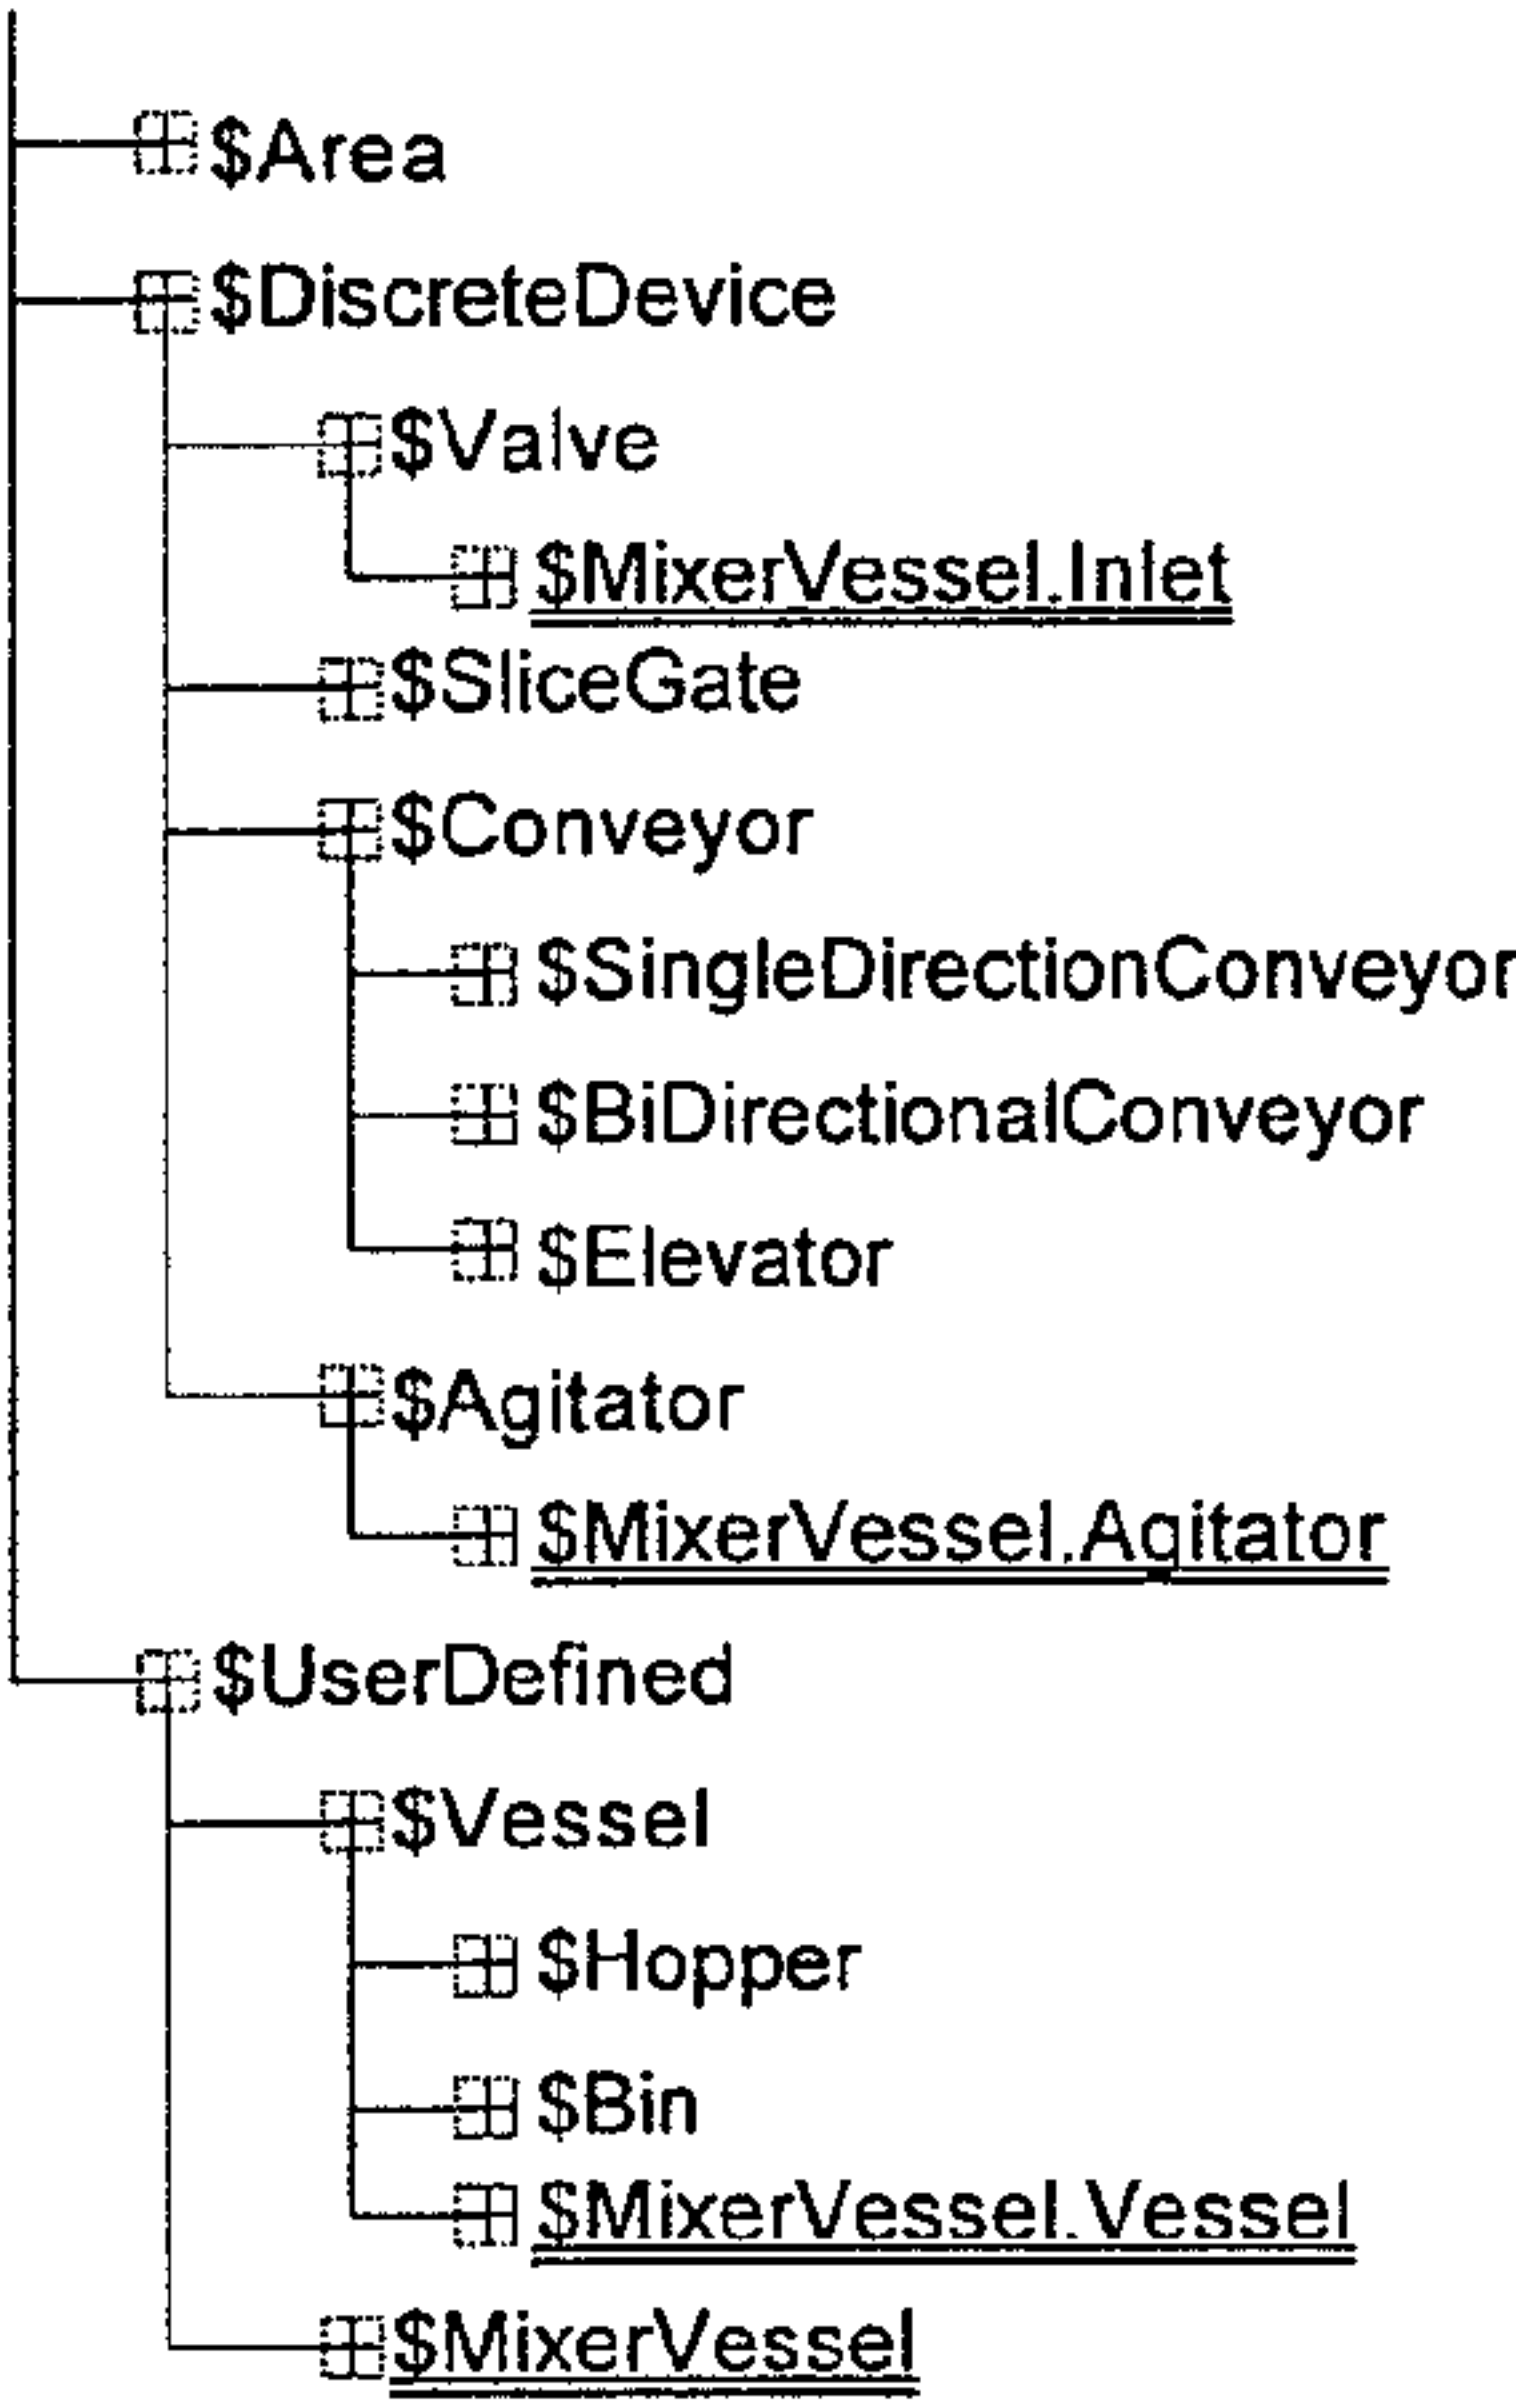 $Area
$DiscreteDevice
$Valve
$MixerVessel.Inlet
$SliceGate
$Conveyor
$SingleDirectionConveyor
$BiDirectionalConveyor
$Elevator
$Agitator
$MixerVessel.Agitator
$UserDefined
$Vessel
$Hopper
$Bin
$MixerVessel.Vessel
$MixerVessel